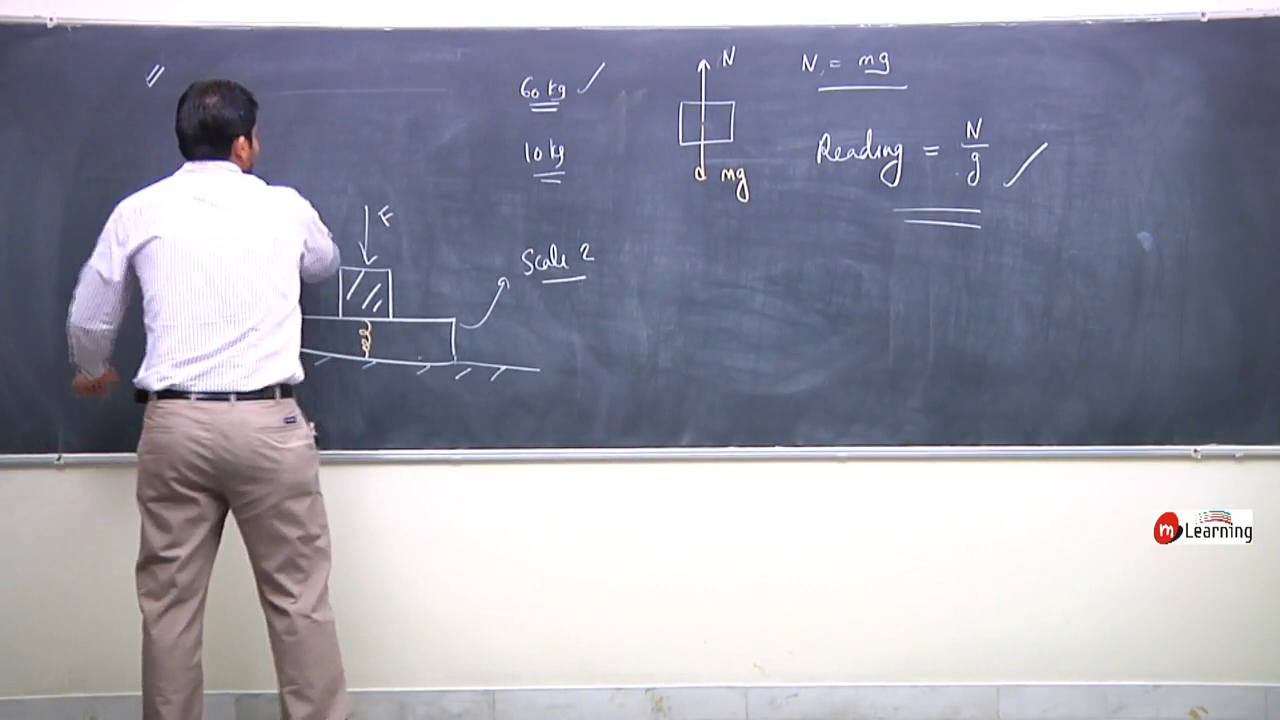 60 kg
10 kg
F
Scale 2
N
mg
N = mg
Reading = N
g
m Learning